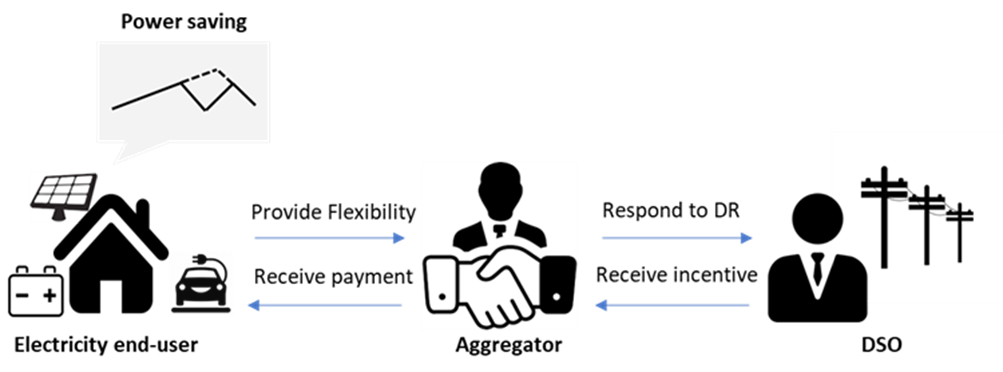 Power saving
Provide Flexibility
Respond to DR
Receive payment
Receive incentive
Electricity end-user
Aggregator
DSO